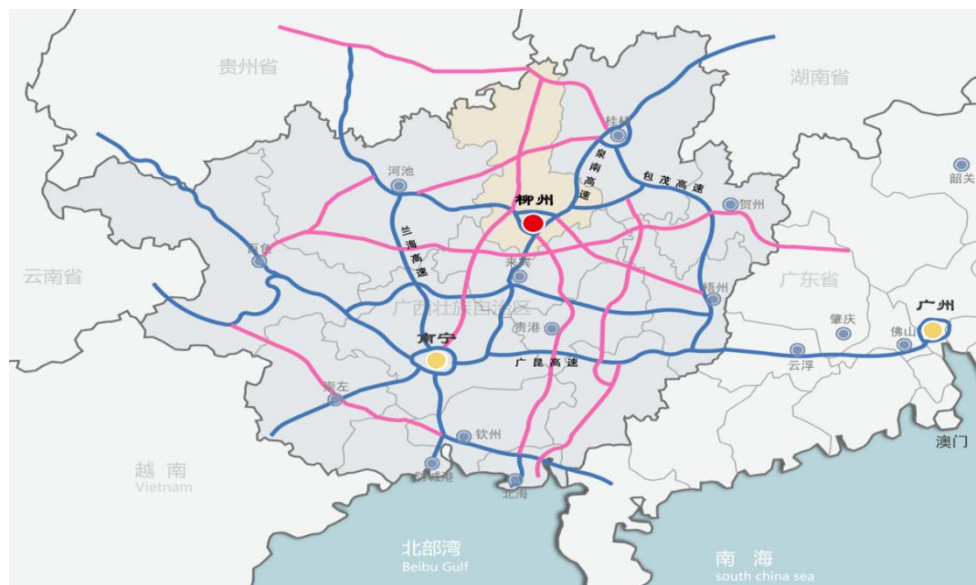 贵州省
湖南省
桂林
韶关
河池
泉南高速
包茂高速
柳州
贺州
兰海高速
百色
云南省
来宾
广东省
广西壮族自治区
梧州
广州
贵港
肇庆
南宁
佛山
云浮
广昆高速
崇左
钦州
澳门
越南
Vietnam
防城港
北海
北部湾
Beibu Gulf
南海
south china sea